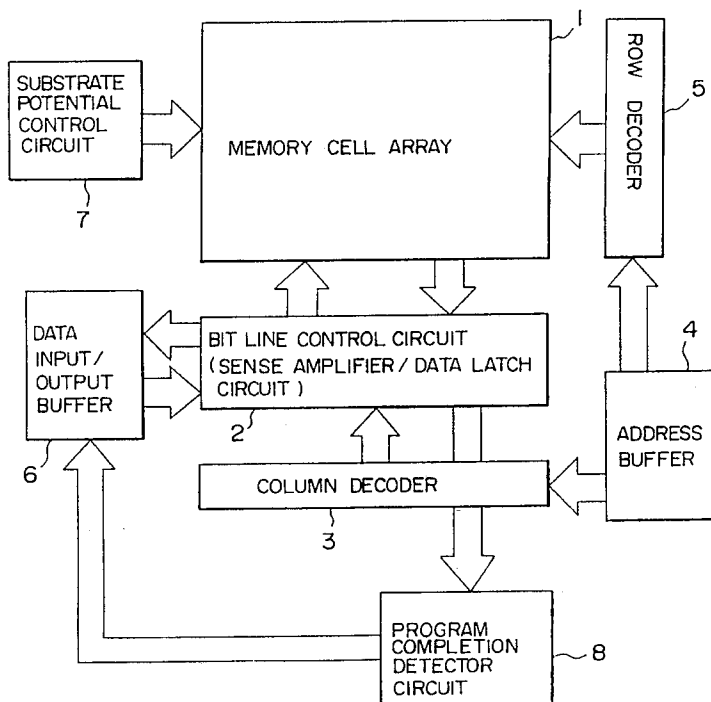 1
SUBSTRATE
POTENTIAL
CONTROL
CIRCUIT
7
MEMORY CELL ARRAY
ROW DECODER
5
DATA
INPUT/
OUTPUT
BUFFER
6
BIT LINE CONTROL CIRCUIT
(SENSE AMPLIFIER/DATA LATCH
CIRCUIT)
2
4
ADDRESS
BUFFER
COLUMN DECODER
3
PROGRAM
COMPLETION
DETECTOR
CIRCUIT
8